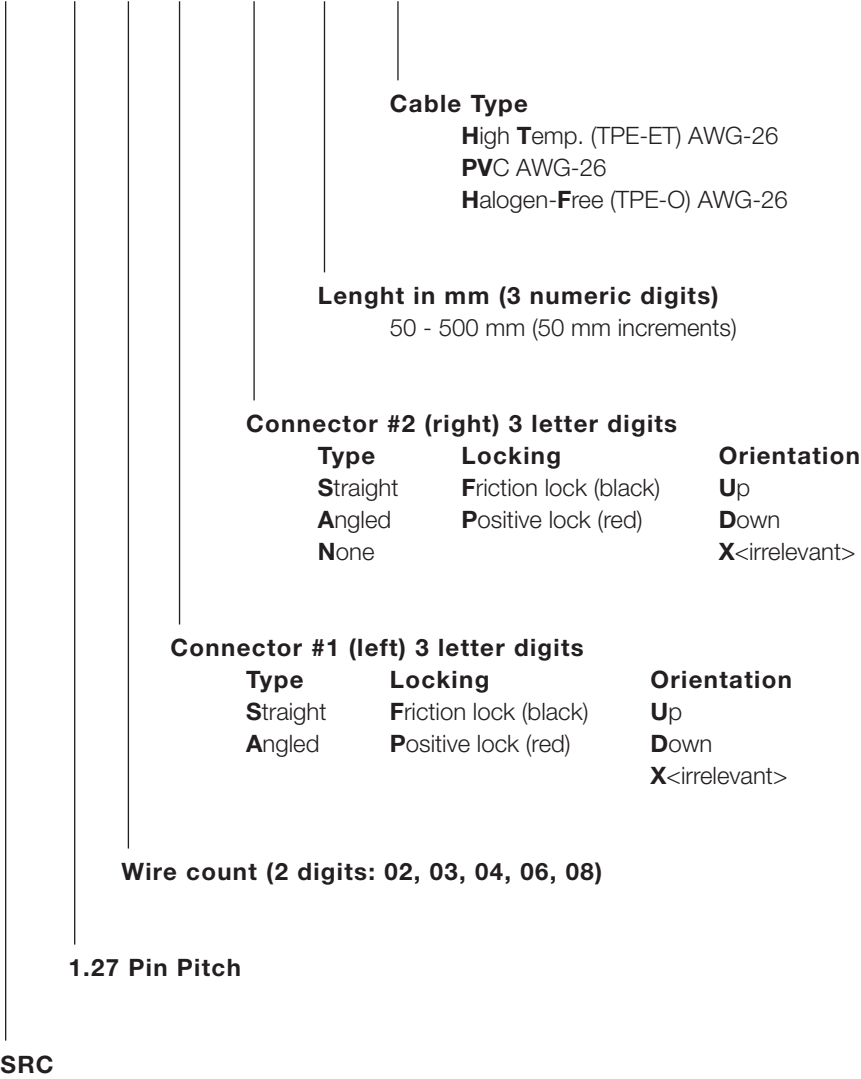 Cable Type
High Temp. (TPE-ET) AWG-26
PVC AWG-26
Halogen-Free (TPE-O) AWG-26
Lenght in mm (3 numeric digits)
50 - 500 mm (50 mm increments)
Connector #2 (right) 3 letter digits
Type Locking Orientation
Straight Friction lock (black) Up
Angled Positive lock (red) Down
None X<irrelevant>
Connector #1 (left) 3 letter digits
Type Locking Orientation
Straight Friction lock (black) Up
Angled Positive lock (red) Down
X<irrelevant>
Wire count (2 digits: 02, 03, 04, 06, 08)
1.27 Pin Pitch
SRC